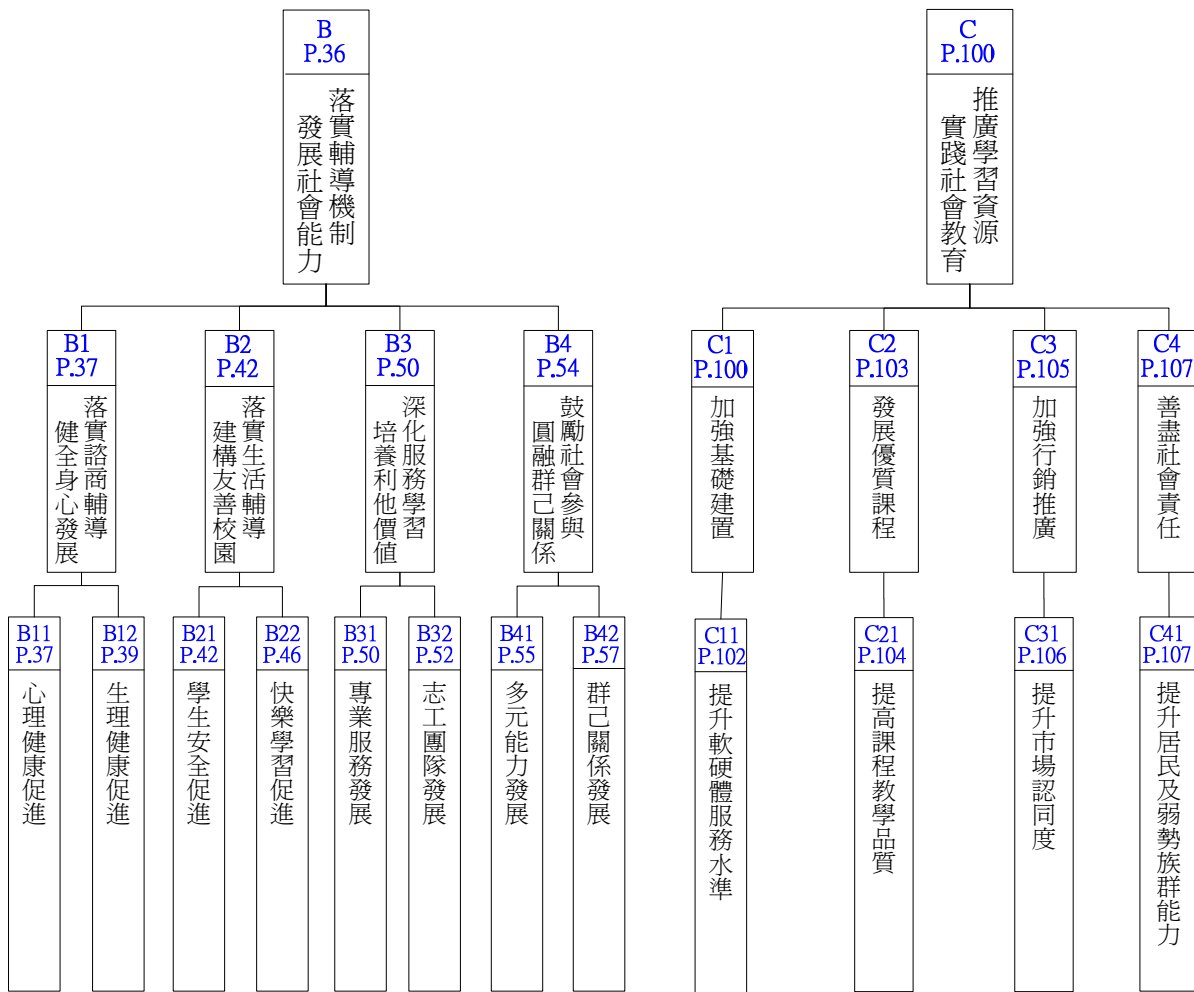 B
P.36
落實輔導機制
發展社會能力
C
P.100
推廣學習資源
實踐社會教育
B1
P.37
落實諮商輔導
健全身心發展
B2
P.42
落實生活輔導
建構友善校園
B3
P.50
深化服務學習
培養利他價值
B4
P.54
鼓勵社會參與
圓融群己關係
C1
P.100
加強基礎建置
C2
P.103
發展優質課程
C3
P.105
加強行銷推廣
C4
P.107
善盡社會責任
B11
P.37
心理健康促進
B12
P.39
生理健康促進
B21
P.42
學生安全促進
B22
P.46
快樂學習促進
B31
P.50
專業服務發展
B32
P.52
志工團隊發展
B41
P.55
多元能力發展
B42
P.57
群己關係發展
C11
P.102
提升軟硬體服務水準
C21
P.104
提高課程教學品質
C31
P.106
提升市場認同度
C41
P.107
提升居民及弱勢族群能力